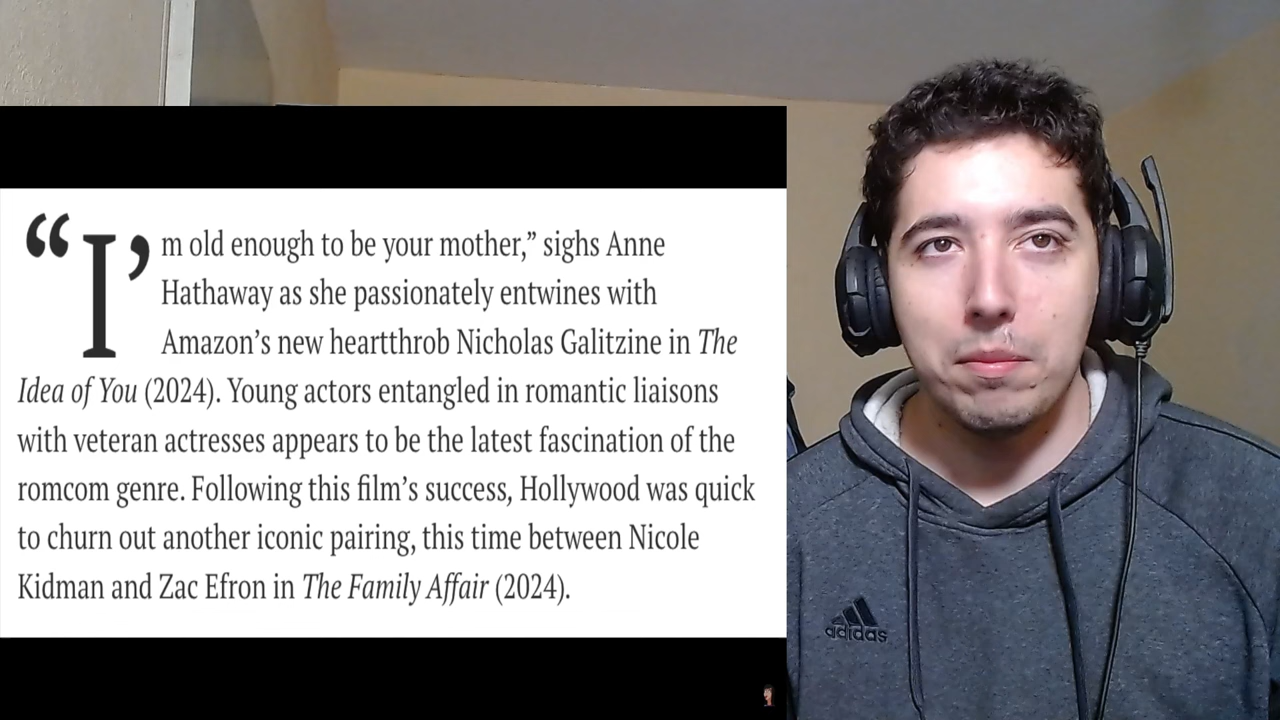 “I’m old enough to be your mother,” sighs Anne
Hathaway as she passionately entwines with
Amazon’s new heartthrob Nicholas Galitzine in The
Idea of You (2024). Young actors entangled in romantic liaisons
with veteran actresses appears to be the latest fascination of the
romcom genre. Following this film’s success, Hollywood was quick
to churn out another iconic pairing, this time between Nicole
Kidman and Zac Efron in The Family Affair (2024).
adidas